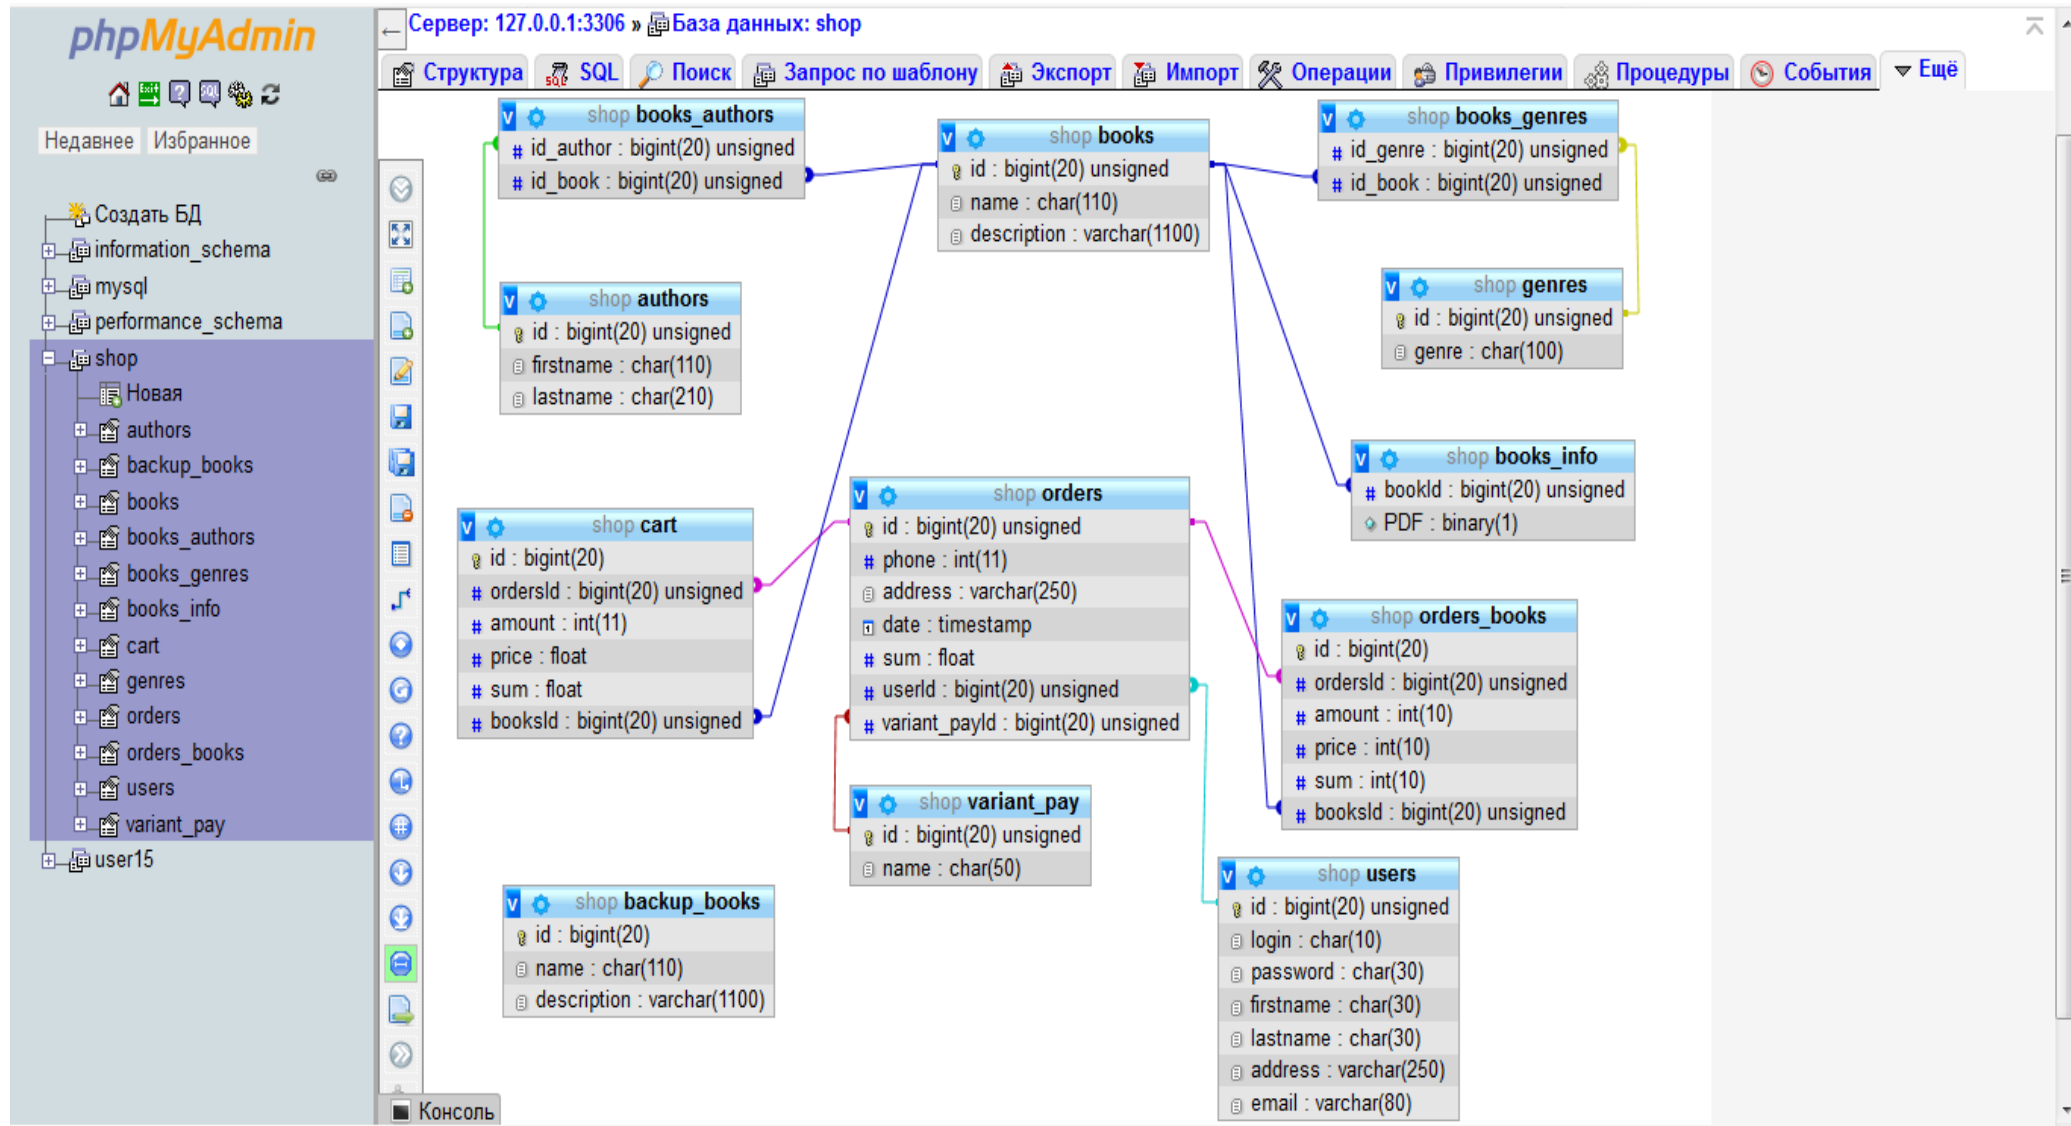 phpMyAdmin
Недавнее Избранное
Создать БД
information_schema
mysql
performance_schema
shop
Новая
authors
backup_books
books
books_authors
books_genres
books_info
cart
genres
orders
orders_books
users
variant_pay
user15
Сервер: 127.0.0.1:3306 » База данных: shop
Структура SQL Поиск Запрос по шаблону Экспорт Импорт Операции Привилегии Процедуры События Ещё
shop books_authors
id_author : bigint(20) unsigned
id_book : bigint(20) unsigned
shop books
id : bigint(20) unsigned
name : char(110)
description : varchar(1100)
shop books_genres
id_genre : bigint(20) unsigned
id_book : bigint(20) unsigned
shop authors
id : bigint(20) unsigned
firstname : char(110)
lastname : char(210)
shop genres
id : bigint(20) unsigned
genre : char(100)
shop books_info
bookId : bigint(20) unsigned
PDF : binary(1)
shop cart
id : bigint(20)
ordersId : bigint(20) unsigned
amount : int(11)
price : float
sum : float
booksId : bigint(20) unsigned
shop orders
id : bigint(20) unsigned
phone : int(11)
address : varchar(250)
date : timestamp
sum : float
userId : bigint(20) unsigned
variant_payId : bigint(20) unsigned
shop orders_books
id : bigint(20)
ordersId : bigint(20) unsigned
amount : int(10)
price : int(10)
sum : int(10)
booksId : bigint(20) unsigned
shop variant_pay
id : bigint(20) unsigned
name : char(50)
shop backup_books
id : bigint(20)
name : char(110)
description : varchar(1100)
shop users
id : bigint(20) unsigned
login : char(10)
password : char(30)
firstname : char(30)
lastname : char(30)
address : varchar(250)
email : varchar(80)
Консоль